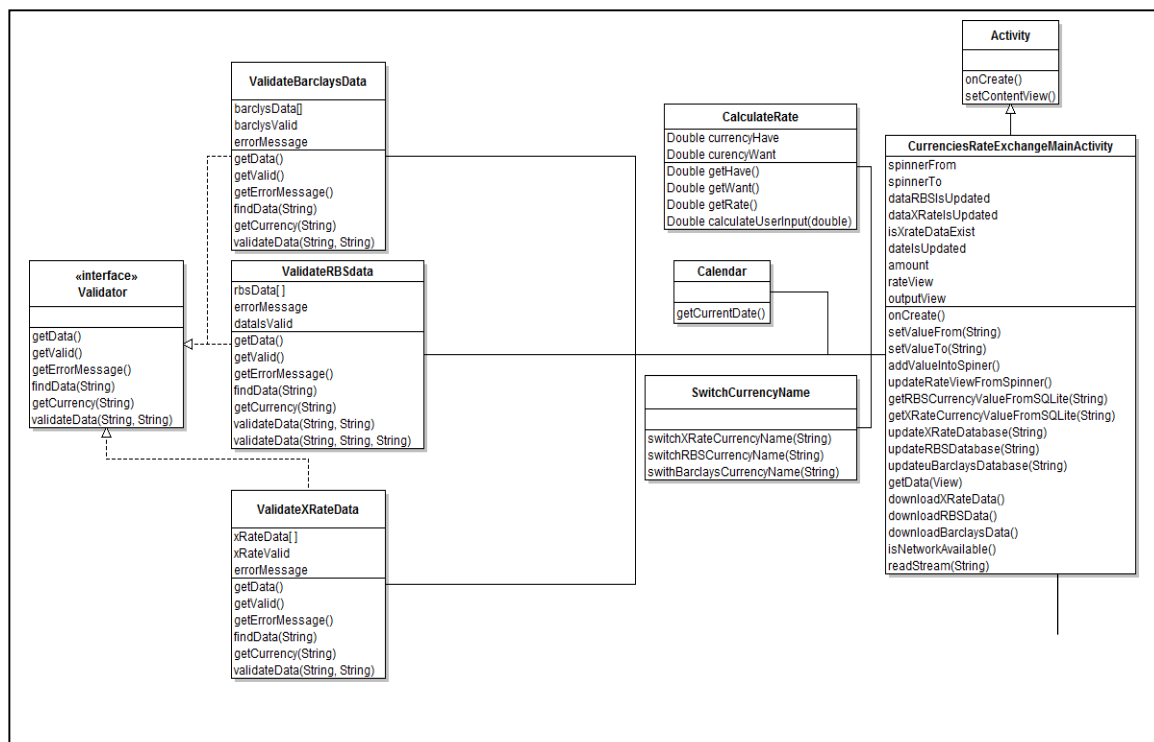 Activity
onCreate()
setContentView()
ValidateBarclaysData
barclysData[]
barclysValid
errorMessage
getData()
getValid()
getErrorMessage()
findData(String)
getCurrency(String)
validateData(String, String)
CalculateRate
Double currencyHave
Double curencyWant
Double getHave()
Double getWant()
Double getRate()
Double calculateUserInput(double)
CurrenciesRateExchangeMainActivity
spinnerFrom
spinnerTo
dataRBSIsUpdated
dataXRateIsUpdated
isXrateDataExist
dateIsUpdated
amount
rateView
outputView
onCreate()
setValueFrom(String)
setValueTo(String)
addValueIntoSpiner()
updateRateViewFromSpinner()
getRBSCurrencyValueFromSQLite(String)
getXRateCurrencyValueFromSQLite(String)
updateXRateDatabase(String)
updateRBSDatabase(String)
updateuBarclaysDatabase(String)
getData(View)
downloadXRateData()
downloadRBSData()
downloadBarclaysData()
isNetworkAvailable()
readStream(String)
«interface»
Validator
getData()
getValid()
getErrorMessage()
findData(String)
getCurrency(String)
validateData(String, String)
ValidateRBSdata
rbsData[ ]
errorMessage
dataIsValid
getData()
getValid()
getErrorMessage()
findData(String)
getCurrency(String)
validateData(String, String)
validateData(String, String, String)
Calendar
getCurrentDate()
SwitchCurrencyName
switchXRateCurrencyName(String)
switchRBSCurrencyName(String)
swithBarclaysCurrencyName(String)
ValidateXRateData
xRateData[ ]
xRateValid
errorMessage
getData()
getValid()
getErrorMessage()
findData(String)
getCurrency(String)
validateData(String, String)